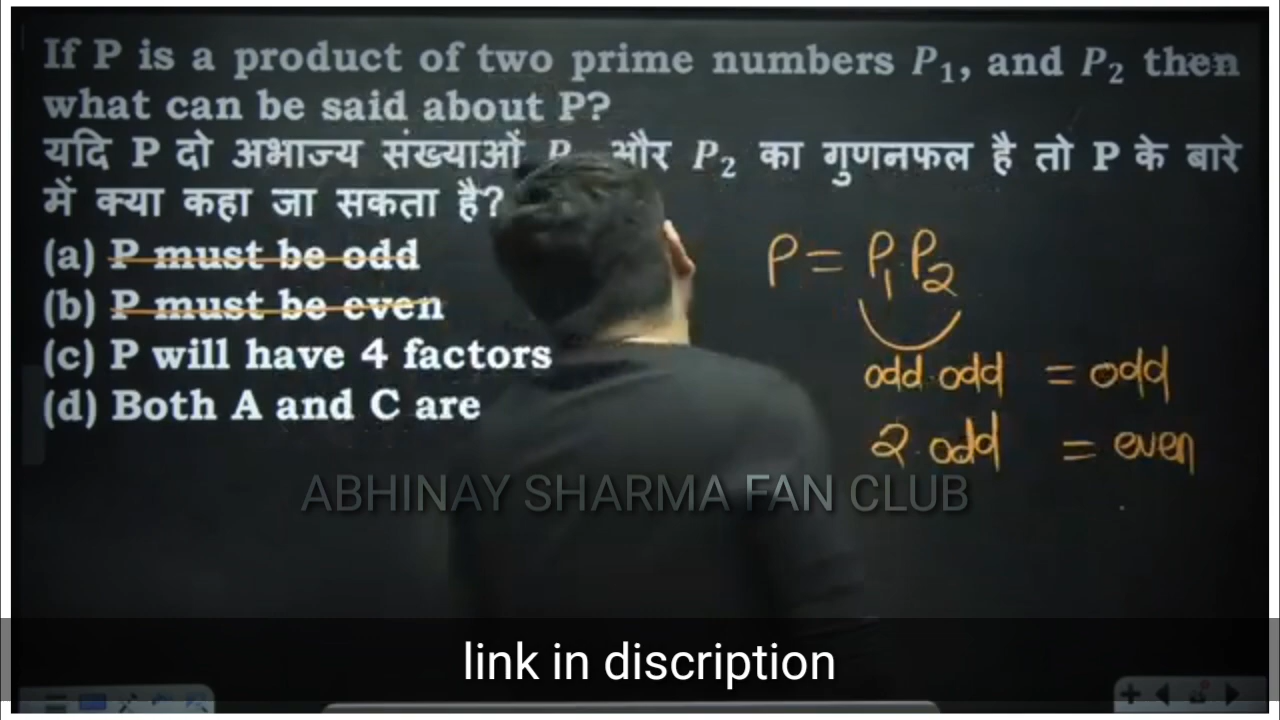 If P is a product of two prime numbers P₁, and P₂ then
what can be said about P?
यदि P दो अभाज्य संख्याओं P और P₂ का गुणनफल है तो P के बारे
में क्या कहा जा सकता है?
(a) P must be odd
(b) P must be even
(c) P will have 4 factors
(d) Both A and C are
P = P₁P₂
odd.odd = odd
2.odd = even
ABHINAY SHARMA FAN CLUB
link in discription